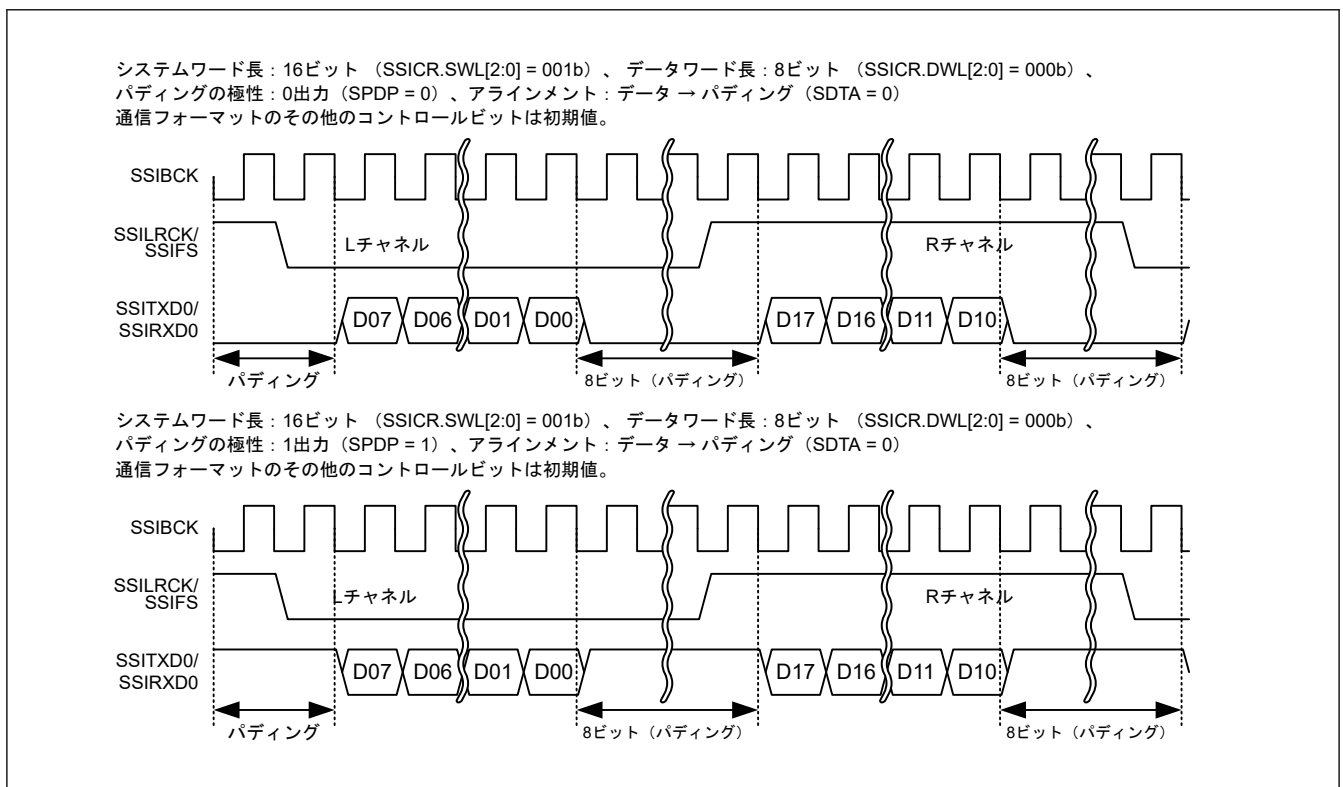 システムワード長：16ビット （SSICR.SWL[2:0] = 001b）、 データワード長：8ビット （SSICR.DWL[2:0] = 000b）、
パディングの極性：0出力（SPDP = 0）、アラインメント：データ → パディング（SDTA = 0）
通信フォーマットのその他のコントロールビットは初期値。
SSIBCK
SSILRCK/
SSIFS
Lチャネル
Rチャネル
SSITXD0/
SSIRXD0
D07 D06 D01 D00 D17 D16 D11 D10
パディング
8ビット（パディング）
8ビット（パディング）
システムワード長：16ビット （SSICR.SWL[2:0] = 001b）、 データワード長：8ビット （SSICR.DWL[2:0] = 000b）、
パディングの極性：1出力（SPDP = 1）、アラインメント：データ → パディング（SDTA = 0）
通信フォーマットのその他のコントロールビットは初期値。
SSIBCK
SSILRCK/
SSIFS
Lチャネル
Rチャネル
SSITXD0/
SSIRXD0
D07 D06 D01 D00 D17 D16 D11 D10
パディング
8ビット（パディング）
8ビット（パディング）